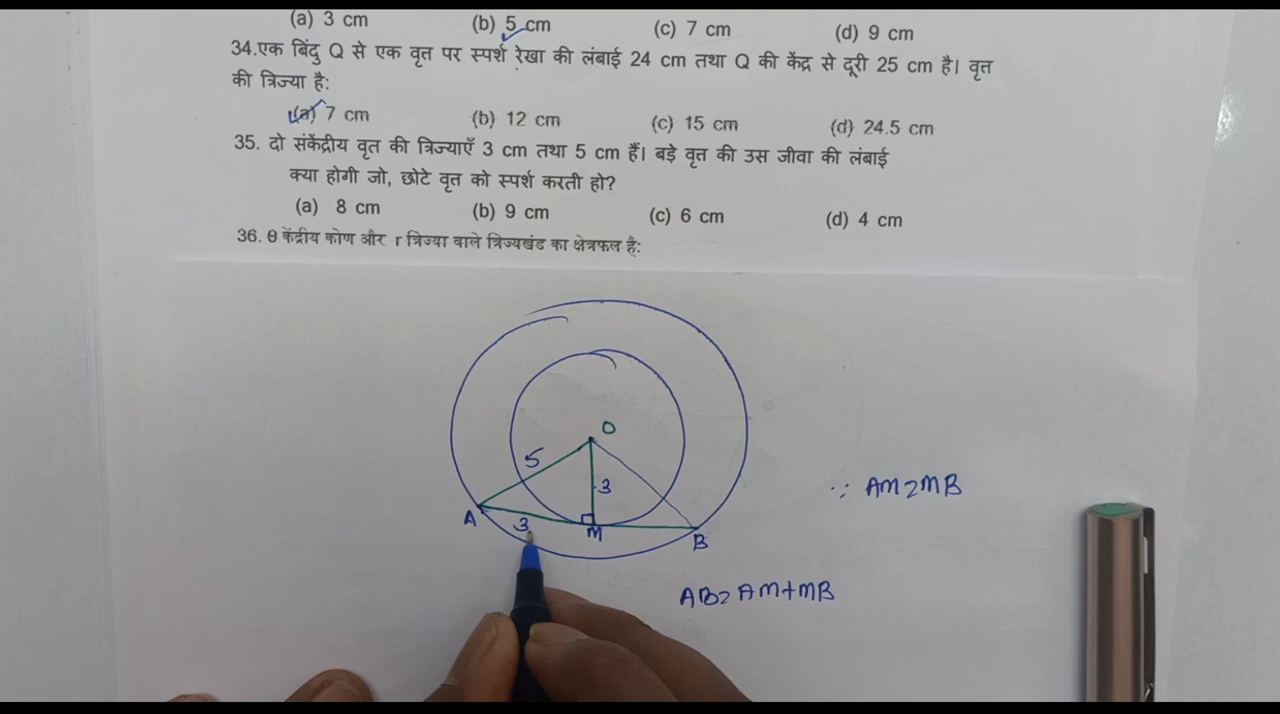 (a) 3 cm (b) 5 cm (c) 7 cm (d) 9 cm
34.एक बिंदु Q से एक वृत्त पर स्पर्श रेखा की लंबाई 24 cm तथा Q की केंद्र से दूरी 25 cm है। वृत्त
की त्रिज्या है:
(a) 7 cm (b) 12 cm (c) 15 cm (d) 24.5 cm
35. दो संकेंद्रीय वृत की त्रिज्याएँ 3 cm तथा 5 cm हैं। बड़े वृत्त की उस जीवा की लंबाई
क्या होगी जो, छोटे वृत्त को स्पर्श करती हो?
(a) 8 cm (b) 9 cm (c) 6 cm (d) 4 cm
36. θ केंद्रीय कोण और r त्रिज्या वाले त्रिज्यखंड का क्षेत्रफल है:
O
5
3
A 3 M B
∵ AM=MB
AB= AM+MB